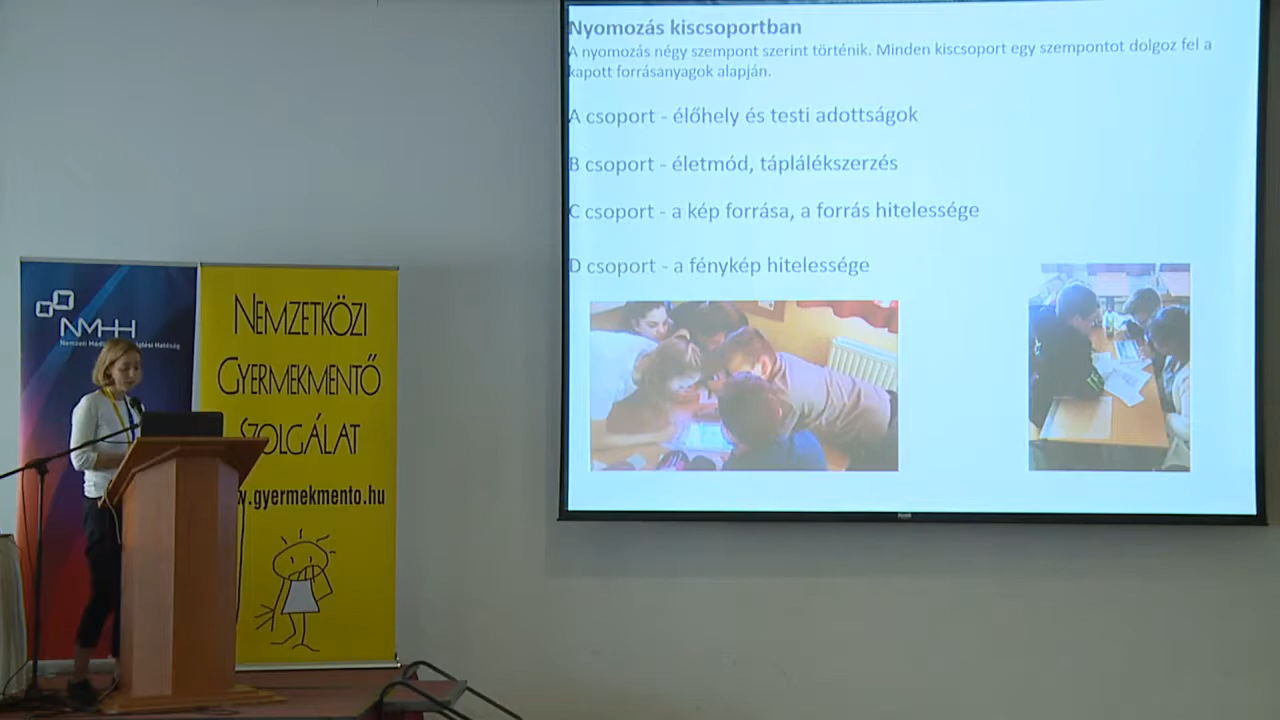 Nyomozás kiscsoportban
A nyomozás négy szempont szerint történik. Minden kiscsoport egy szempontot dolgoz fel a
kapott forrásanyagok alapján.
A csoport - élőhely és testi adottságok
B csoport - életmód, táplálékszerzés
C csoport - a kép forrása, a forrás hitelessége
D csoport - a fénykép hitelessége
NMHH
Nemzeti
Hatóság
NEMZETKÖZI
GYERMEKMENTŐ
SZOLGÁLAT
w.gyermekmento.hu